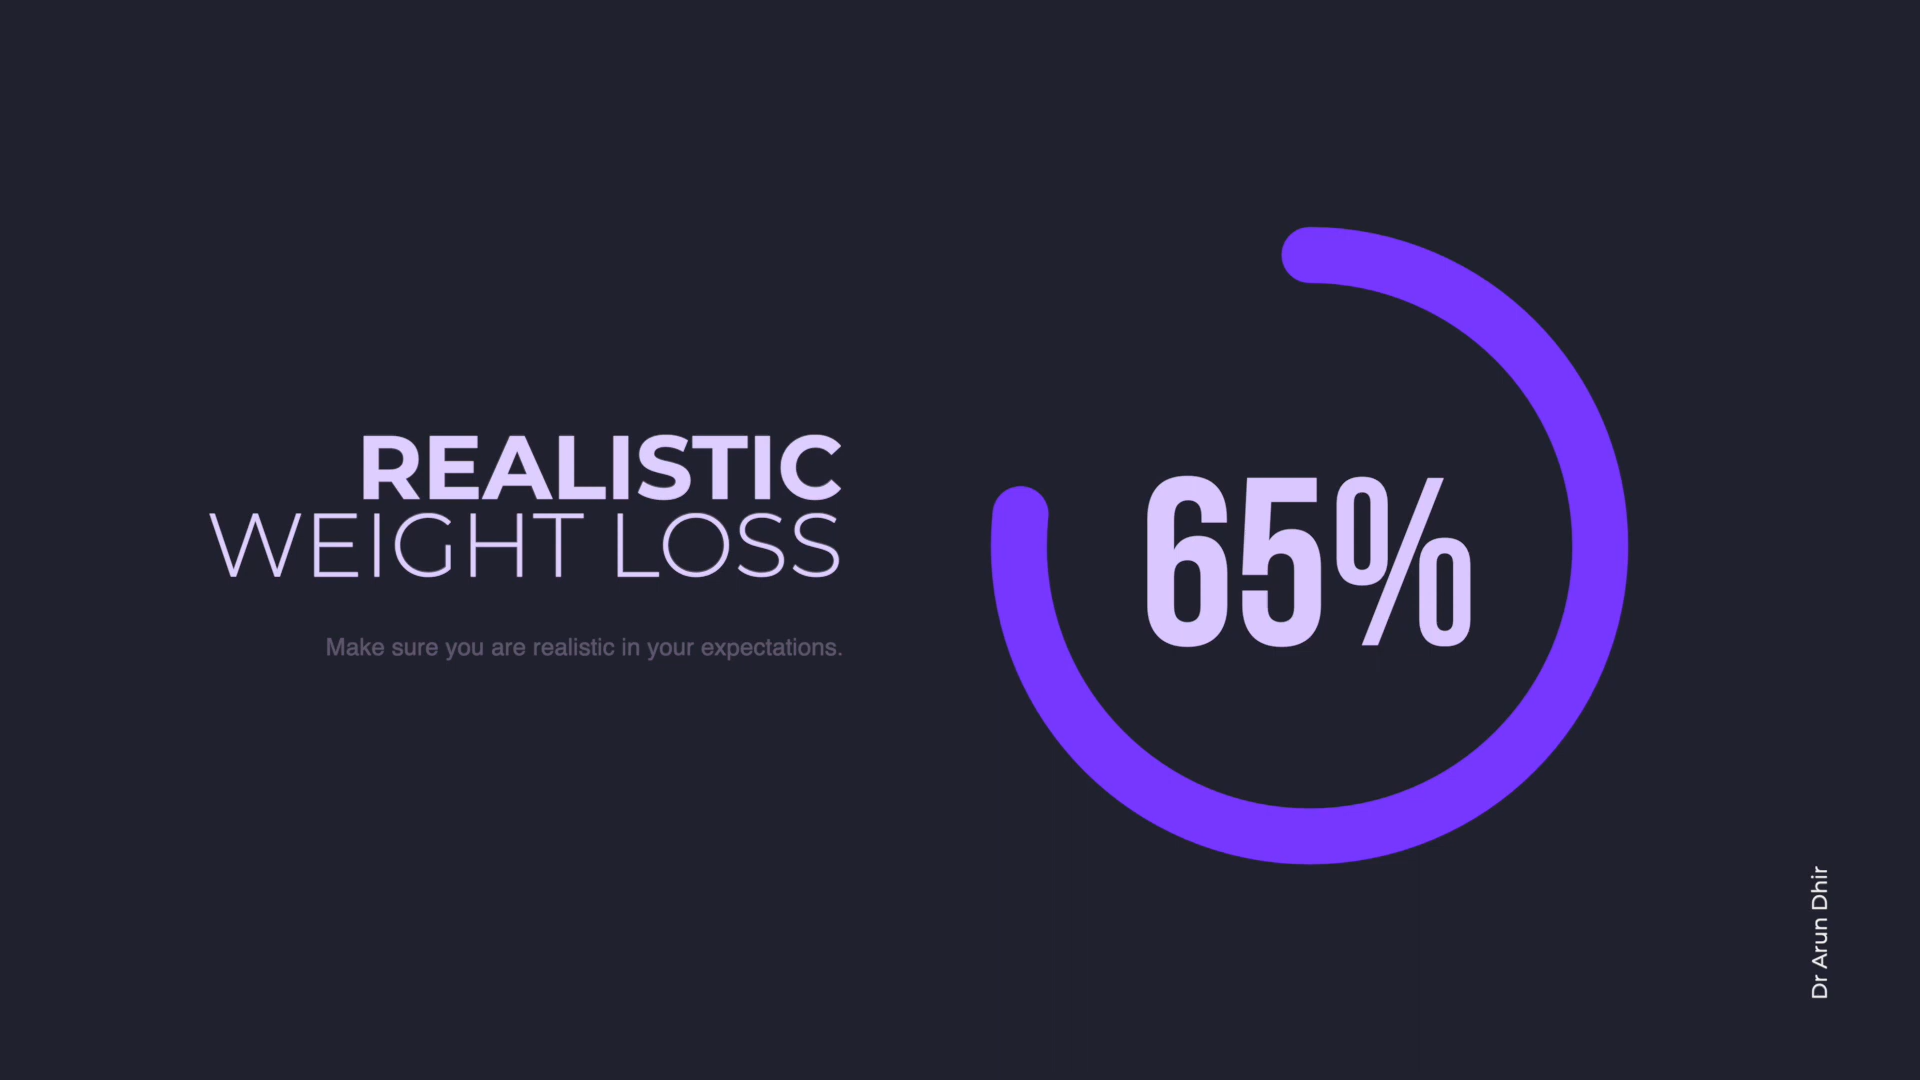 REALISTIC
WEIGHT LOSS
Make sure you are realistic in your expectations.
65%
Dr Arun Dhir